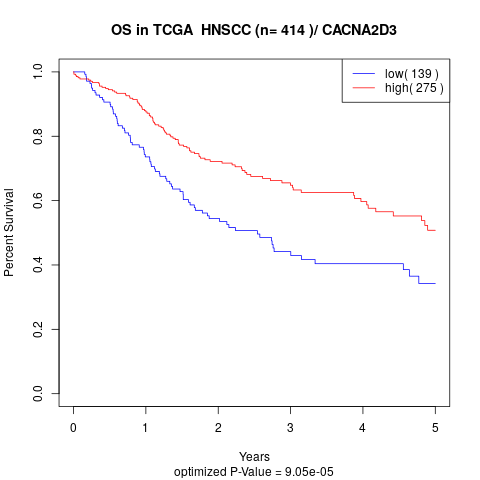 OS in TCGA  HNSCC (n= 414 )/ CACNA2D3
low( 139 )
high( 275 )
Percent Survival
1.0
0.8
0.6
0.4
0.2
0.0
0 1 2 3 4 5
Years
optimized P-Value = 9.05e-05